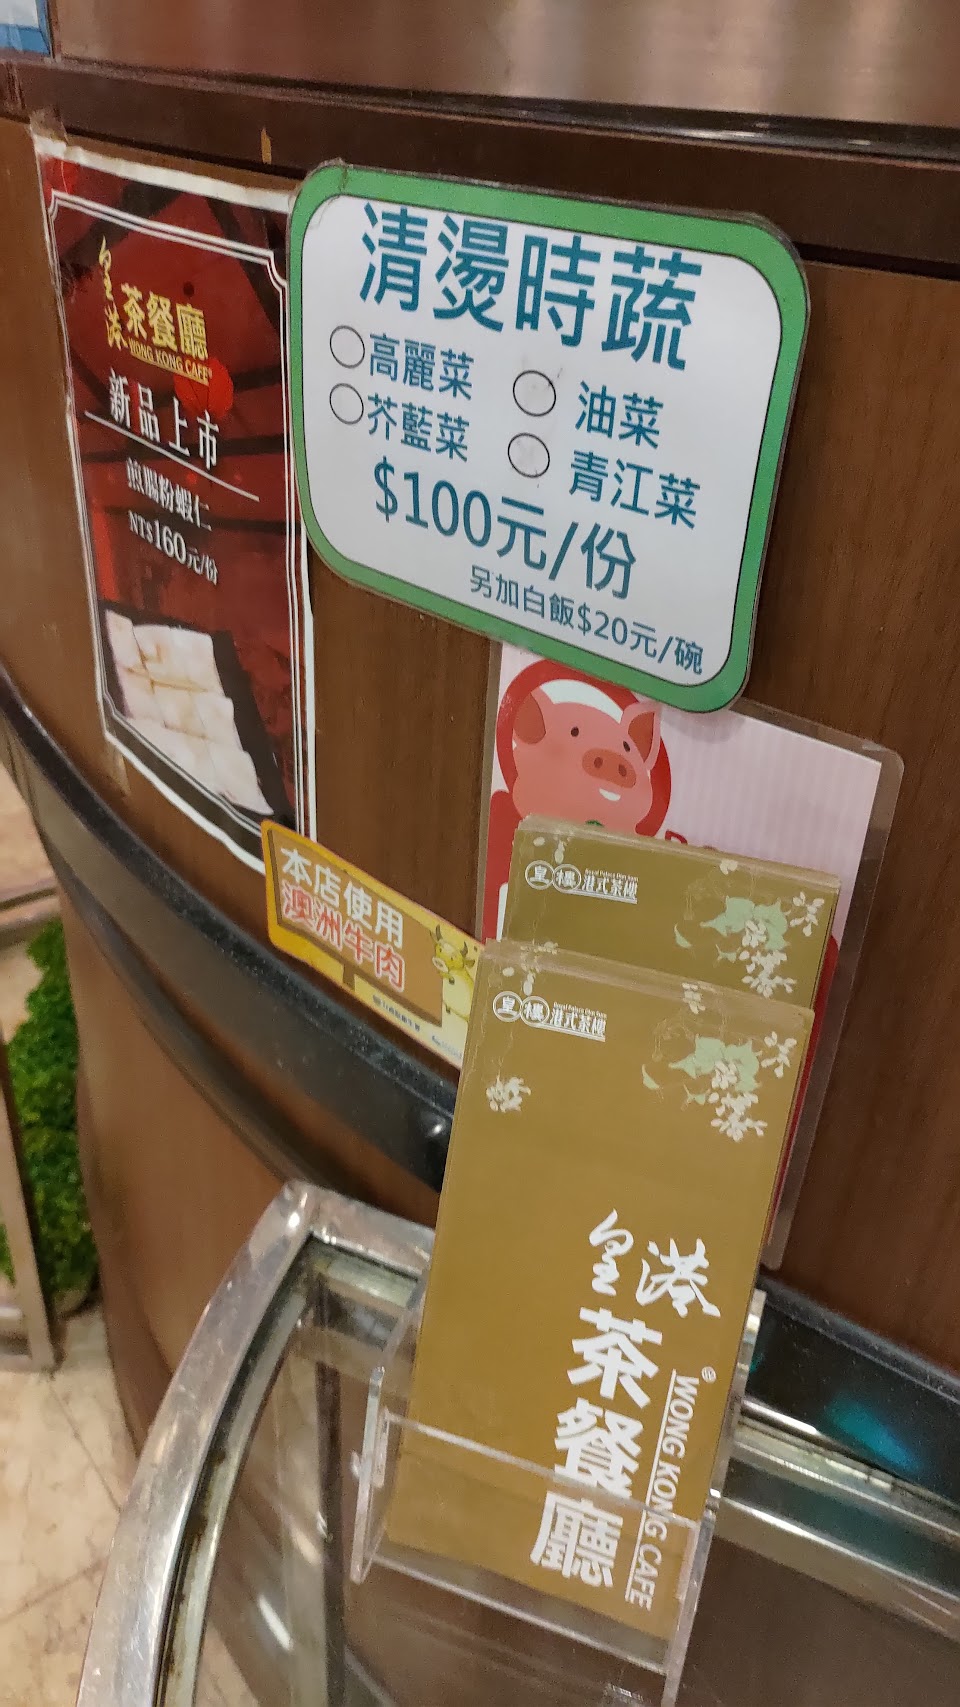 皇港
茶餐廳
WONG KONG CAFE
新品上市
煎腸粉蝦仁
NT$160元/份
清燙時蔬
○高麗菜 ○油菜
○芥藍菜 ○青江菜
$100元/份
另加白飯$20元/碗
本店使用
澳洲牛肉
皇樓港式茶樓
皇樓港式茶樓
皇港
茶餐廳
WONG KONG CAFE